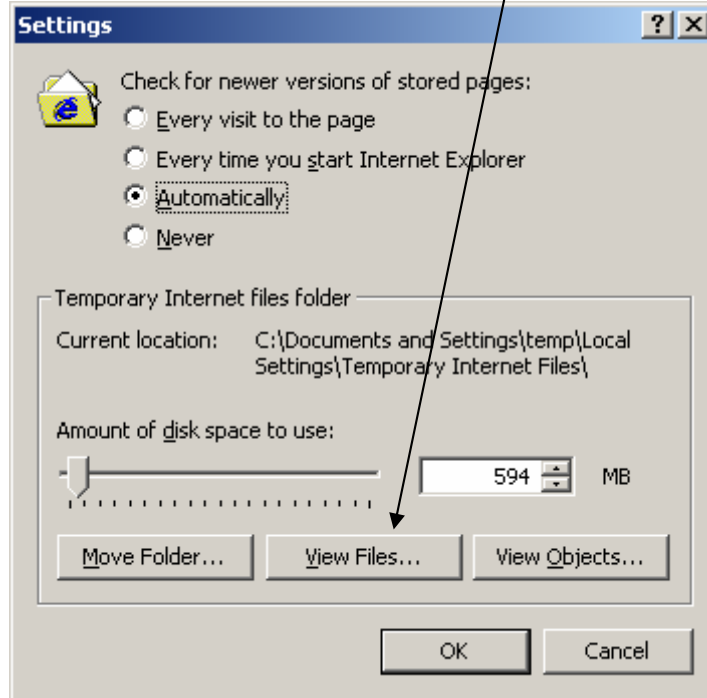 Settings
Check for newer versions of stored pages:
Every visit to the page
Every time you start Internet Explorer
Automatically
Never
Temporary Internet files folder
Current location: C:\Documents and Settings\temp\Local
Settings\Temporary Internet Files\
Amount of disk space to use:
594 MB
Move Folder... View Files... View Objects...
OK Cancel